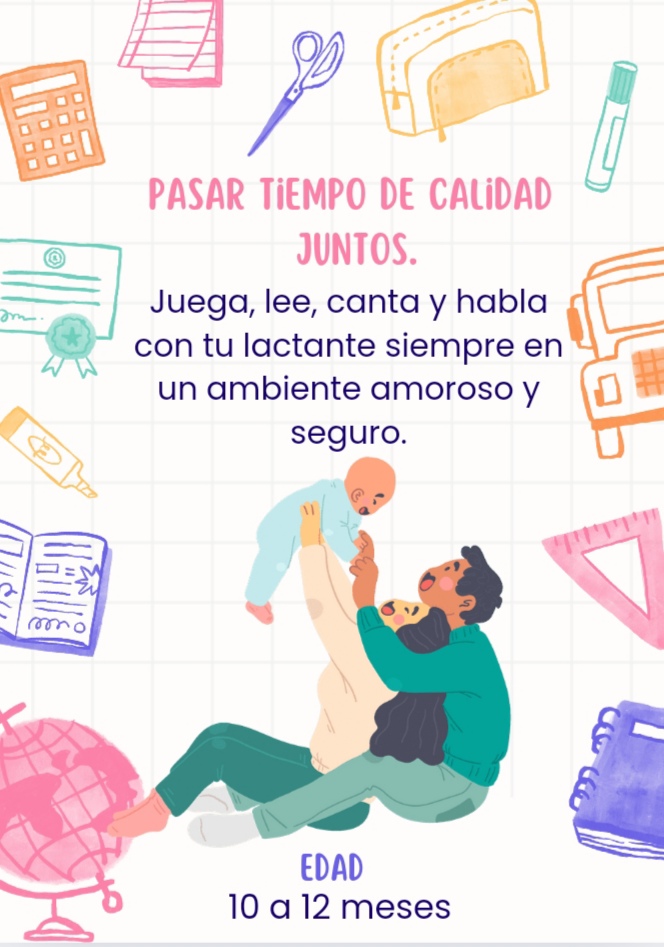 PASAR TiEMPO DE CALiDAD
JUNTOS.
Juega, lee, canta y habla
con tu lactante siempre en
un ambiente amoroso y
seguro.
EDAD
10 a 12 meses